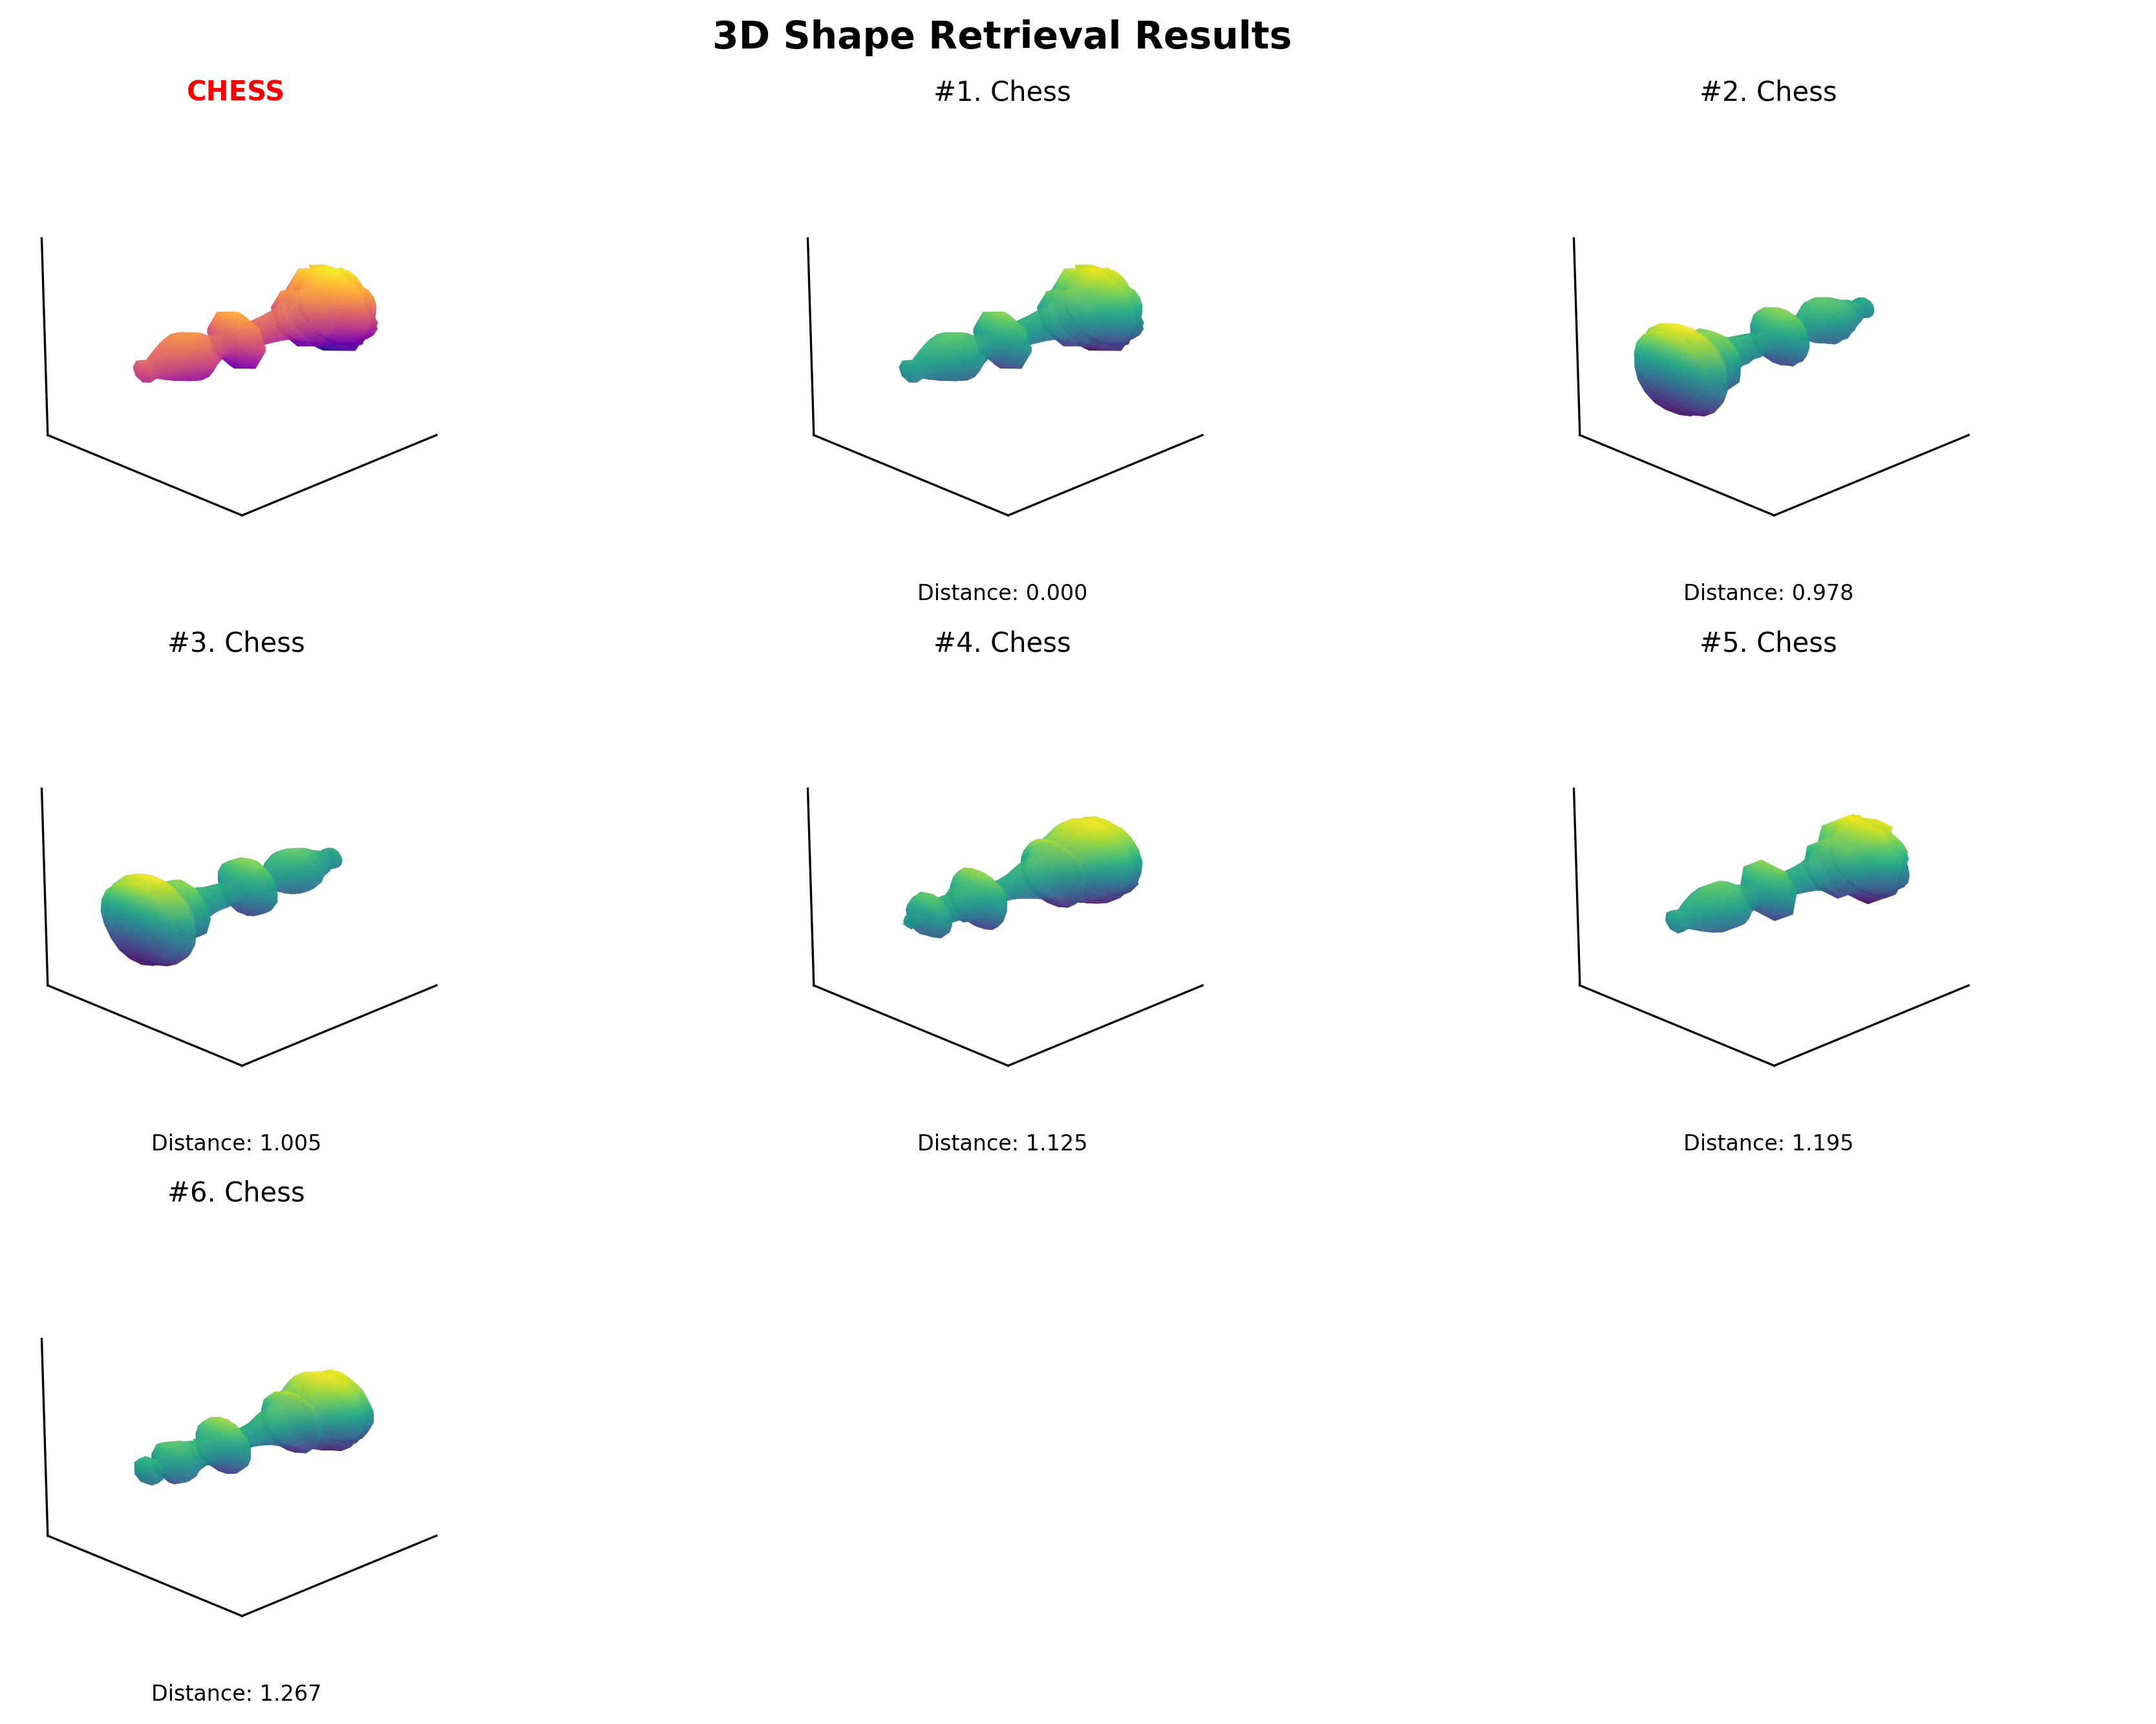 3D Shape Retrieval Results
CHESS
#1. Chess
#2. Chess
Distance: 0.000
Distance: 0.978
#3. Chess
#4. Chess
#5. Chess
Distance: 1.005
Distance: 1.125
Distance: 1.195
#6. Chess
Distance: 1.267